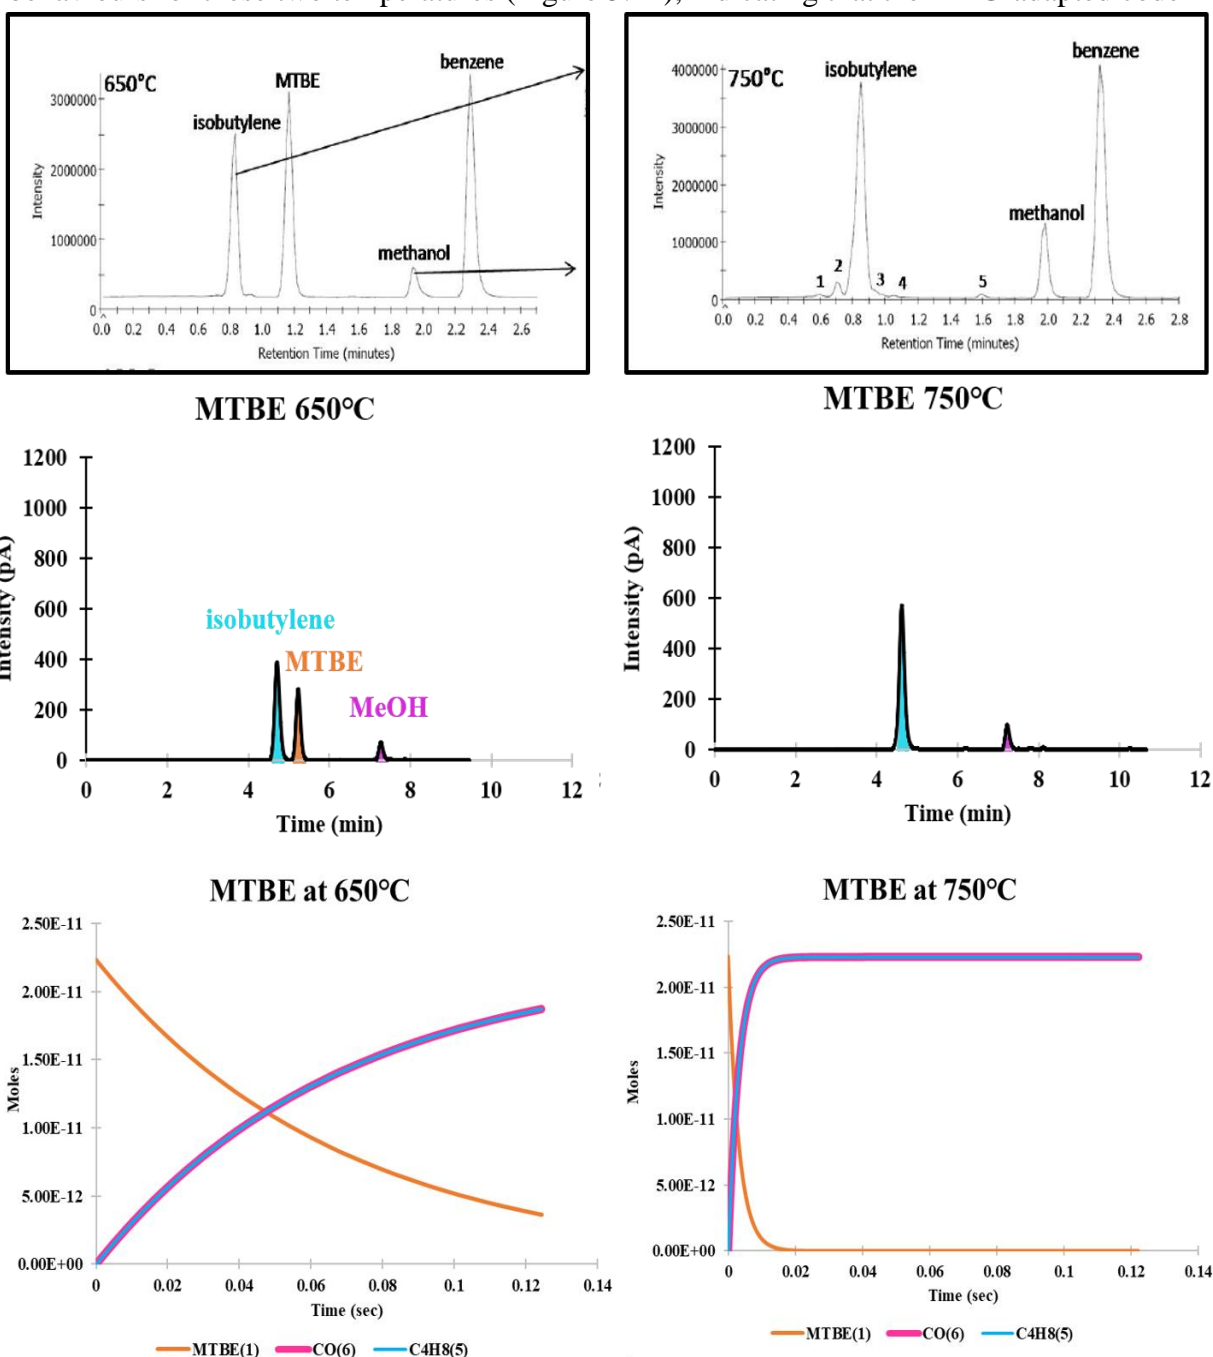 650°C
benzene
MTBE
isobutylene
methanol
Intensity
3000000
2000000
1000000
0
0.0 0.2 0.4 0.6 0.8 1.0 1.2 1.4 1.6 1.8 2.0 2.2 2.4 2.6
Retention Time (minutes)
750°C
isobutylene
benzene
methanol
1 2 3 4 5
Intensity
4000000
3000000
2000000
1000000
0
0.0 0.2 0.4 0.6 0.8 1.0 1.2 1.4 1.6 1.8 2.0 2.2 2.4 2.6 2.8
Retention Time (minutes)
MTBE 650°C
1200
1000
800
600
400
200
0
Intensity (pA)
isobutylene
MTBE
MeOH
0 2 4 6 8 10 12
Time (min)
MTBE 750°C
1200
1000
800
600
400
200
0
Intensity (pA)
0 2 4 6 8 10 12
Time (min)
MTBE at 650°C
2.50E-11
2.00E-11
1.50E-11
1.00E-11
5.00E-12
0.00E+00
Moles
0 0.02 0.04 0.06 0.08 0.1 0.12 0.14
Time (sec)
MTBE(1) CO(6) C4H8(5)
MTBE at 750°C
2.50E-11
2.00E-11
1.50E-11
1.00E-11
5.00E-12
0.00E+00
Moles
0 0.02 0.04 0.06 0.08 0.1 0.12 0.14
Time (sec)
MTBE(1) CO(6) C4H8(5)